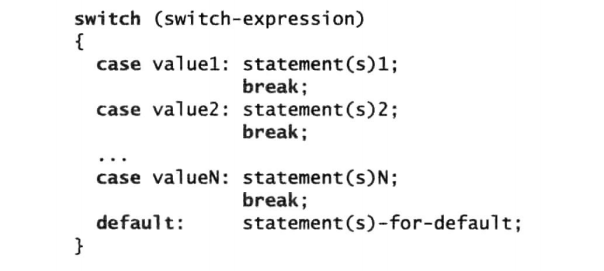 switch (switch-expression)
{
case value1: statement(s)1;
break;
case value2: statement(s)2;
break;
...
case valueN: statement(s)N;
break;
default: statement(s)-for-default;
}